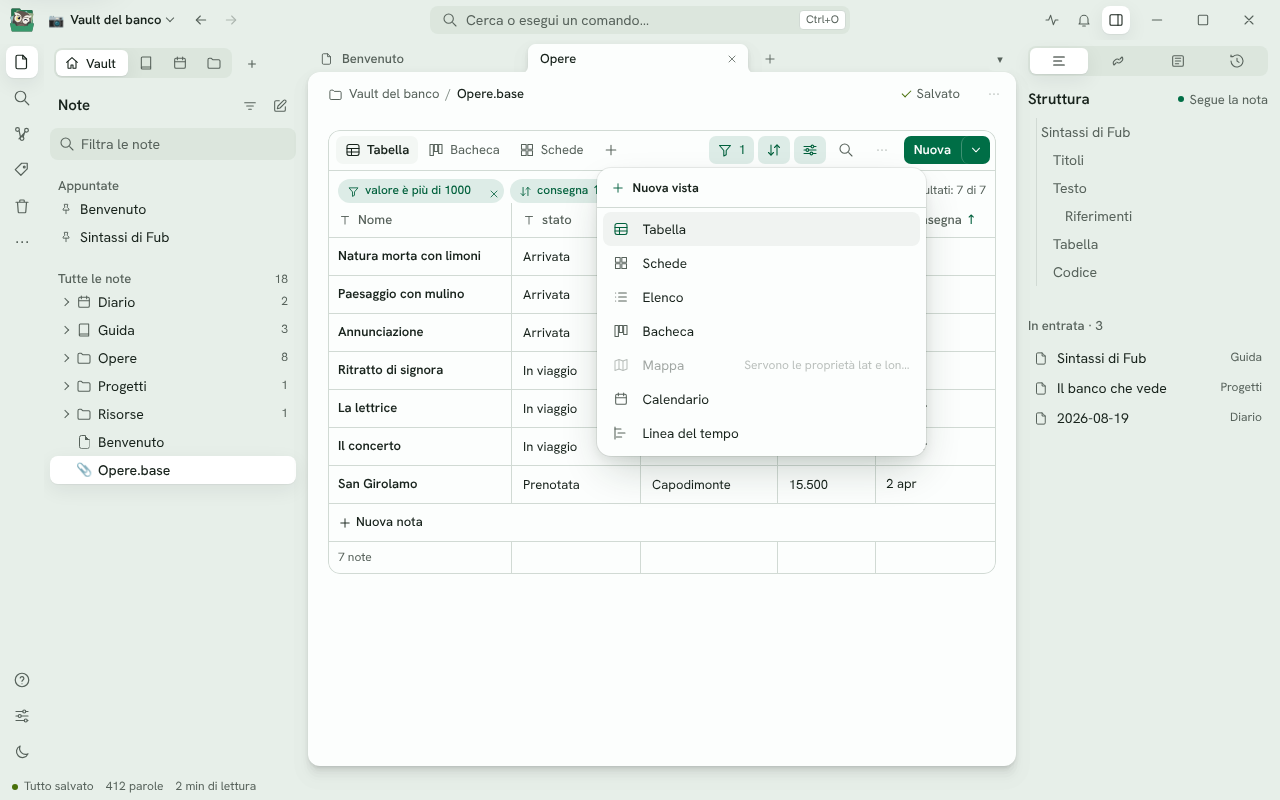 Vault del banco
Cerca o esegui un comando...
Ctrl+O
Vault
Benvenuto
Opere
Note
Filtra le note
Appuntate
Benvenuto
Sintassi di Fub
Tutte le note 18
Diario 2
Guida 3
Opere 8
Progetti 1
Risorse 1
Benvenuto
Opere.base
Tutto salvato 412 parole 2 min di lettura
Vault del banco / Opere.base
Salvato
Tabella
Bacheca
Schede
1
Nuova
valore è più di 1000
consegna 1
ultati: 7 di 7
Nome stato segna
Natura morta con limoni Arrivata
Paesaggio con mulino Arrivata
Annunciazione Arrivata
Ritratto di signora In viaggio
La lettrice In viaggio
Il concerto In viaggio
San Girolamo Prenotata Capodimonte 15.500 2 apr
Nuova nota
7 note
Nuova vista
Tabella
Schede
Elenco
Bacheca
Mappa Servono le proprietà lat e lon...
Calendario
Linea del tempo
Struttura
Segue la nota
Sintassi di Fub
Titoli
Testo
Riferimenti
Tabella
Codice
In entrata · 3
Sintassi di Fub Guida
Il banco che vede Progetti
2026-08-19 Diario